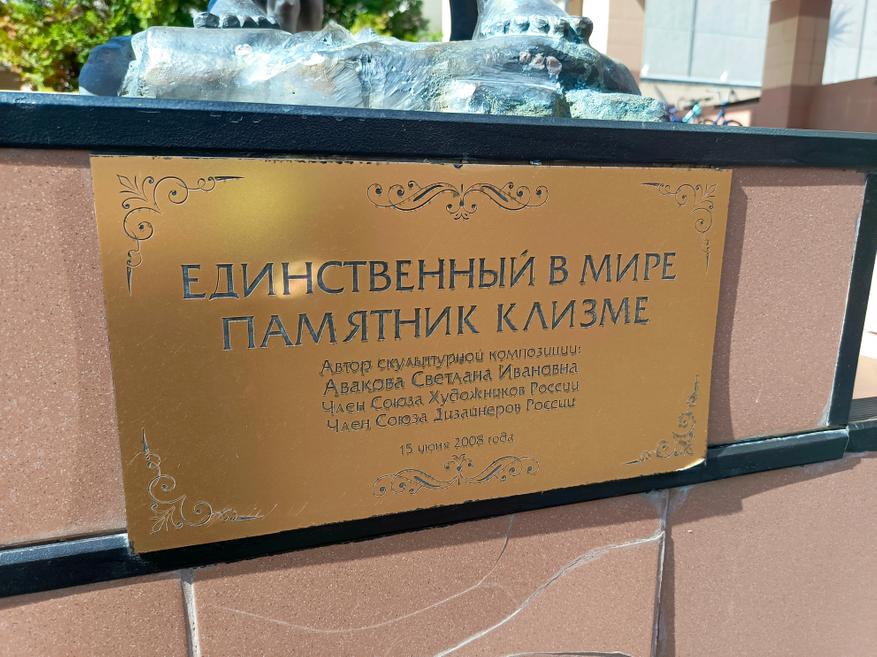 ЕДИНСТВЕННЫЙ В МИРЕ
ПАМЯТНИК КЛИЗМЕ
Автор скульптурной композиции:
Авакова Светлана Ивановна
Член Союза Художников России
Член Союза Дизайнеров России
15 июня 2008 года